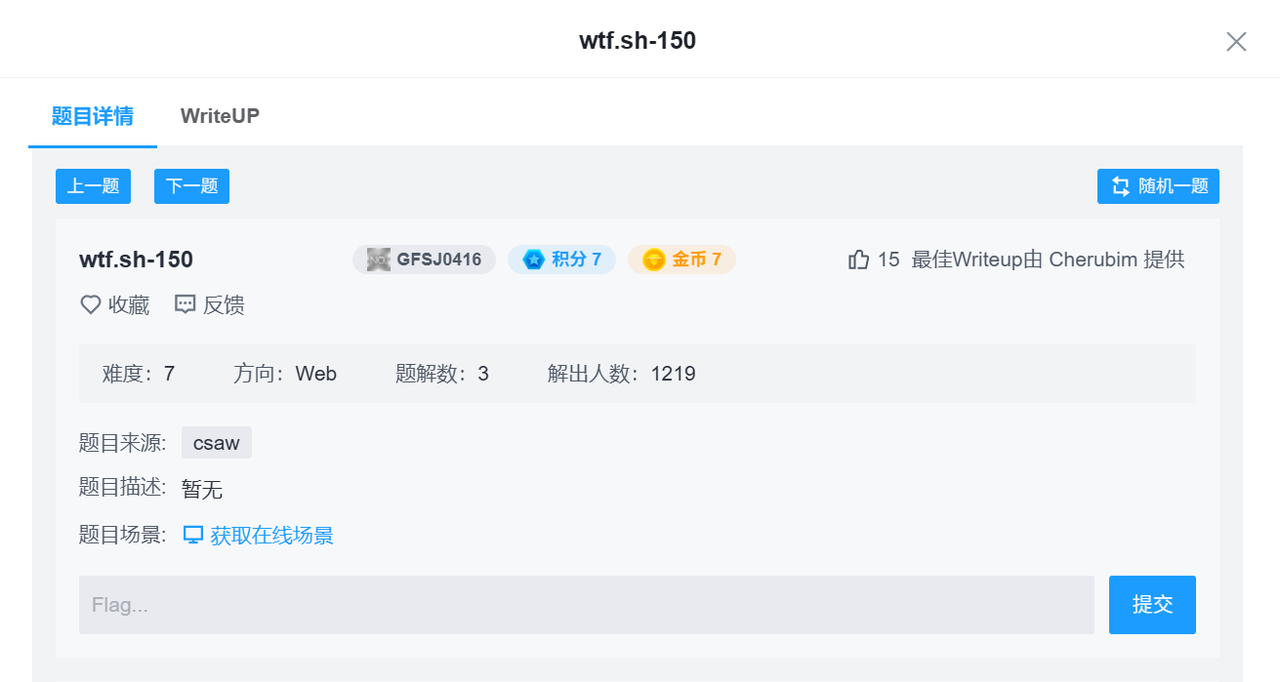 wtf.sh-150
题目详情 WriteUP
上一题 下一题 随机一题
wtf.sh-150 GFSJ0416 积分 7 金币 7 15 最佳Writeup由 Cherubim 提供
收藏 反馈
难度：7 方向：Web 题解数：3 解出人数：1219
题目来源: csaw
题目描述: 暂无
题目场景: 获取在线场景
Flag... 提交